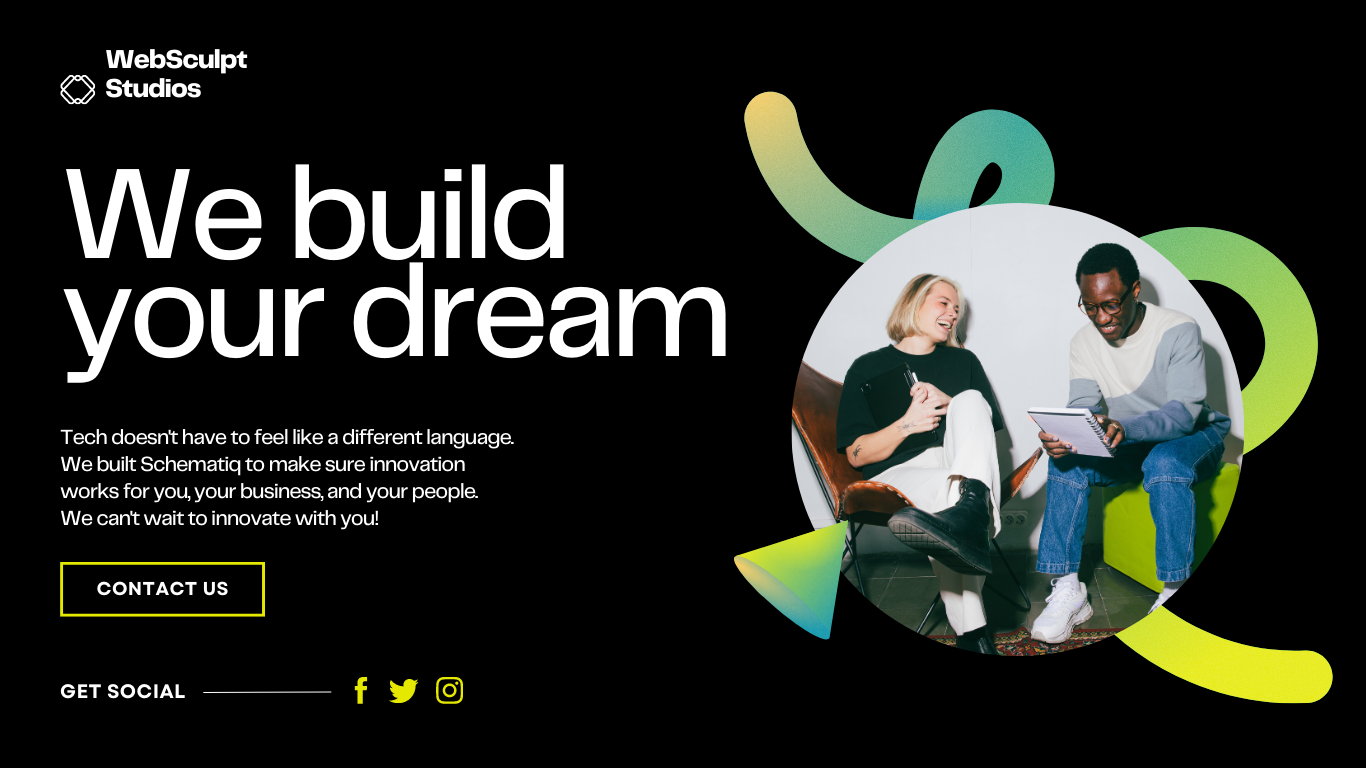 WebSculpt
Studios
We build
your dream
Tech doesn't have to feel like a different language.
We built Schematiq to make sure innovation
works for you, your business, and your people.
We can't wait to innovate with you!
CONTACT US
GET SOCIAL